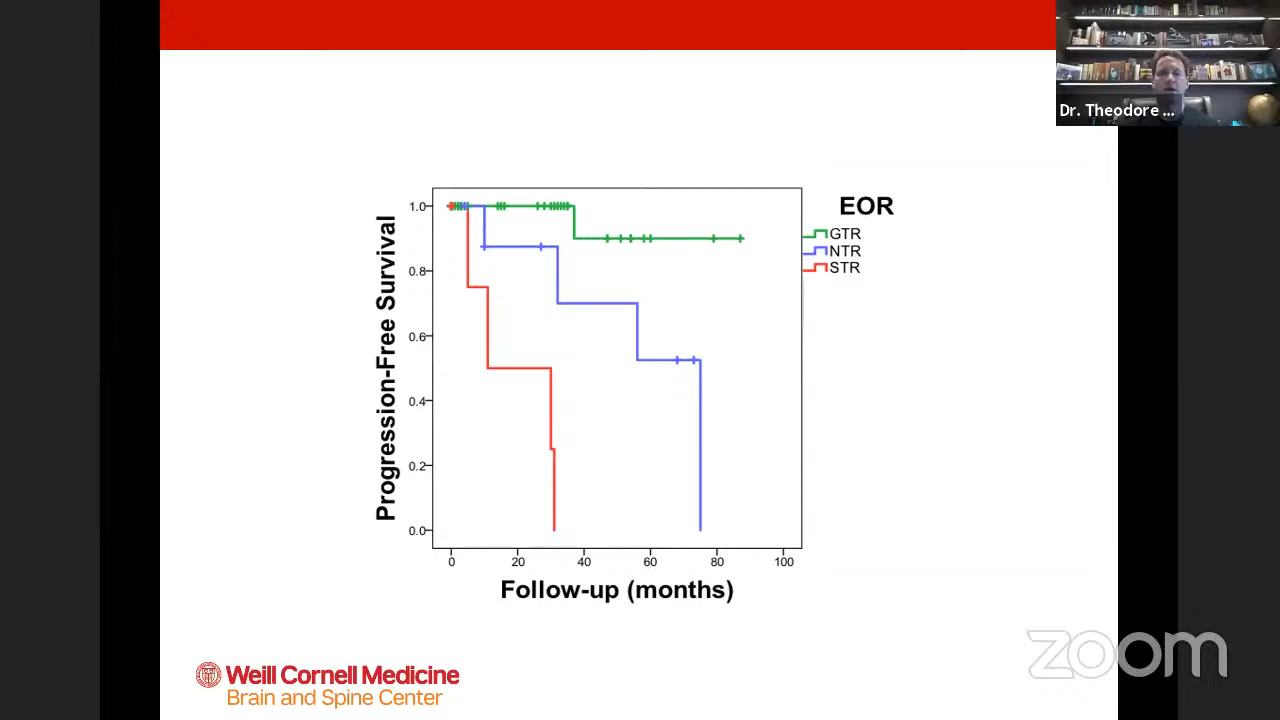 Dr. Theodore ...
EOR
GTR
NTR
STR
Progression-Free Survival
1.0
0.8
0.6
0.4
0.2
0.0
0 20 40 60 80 100
Follow-up (months)
Weill Cornell Medicine
Brain and Spine Center
zoom